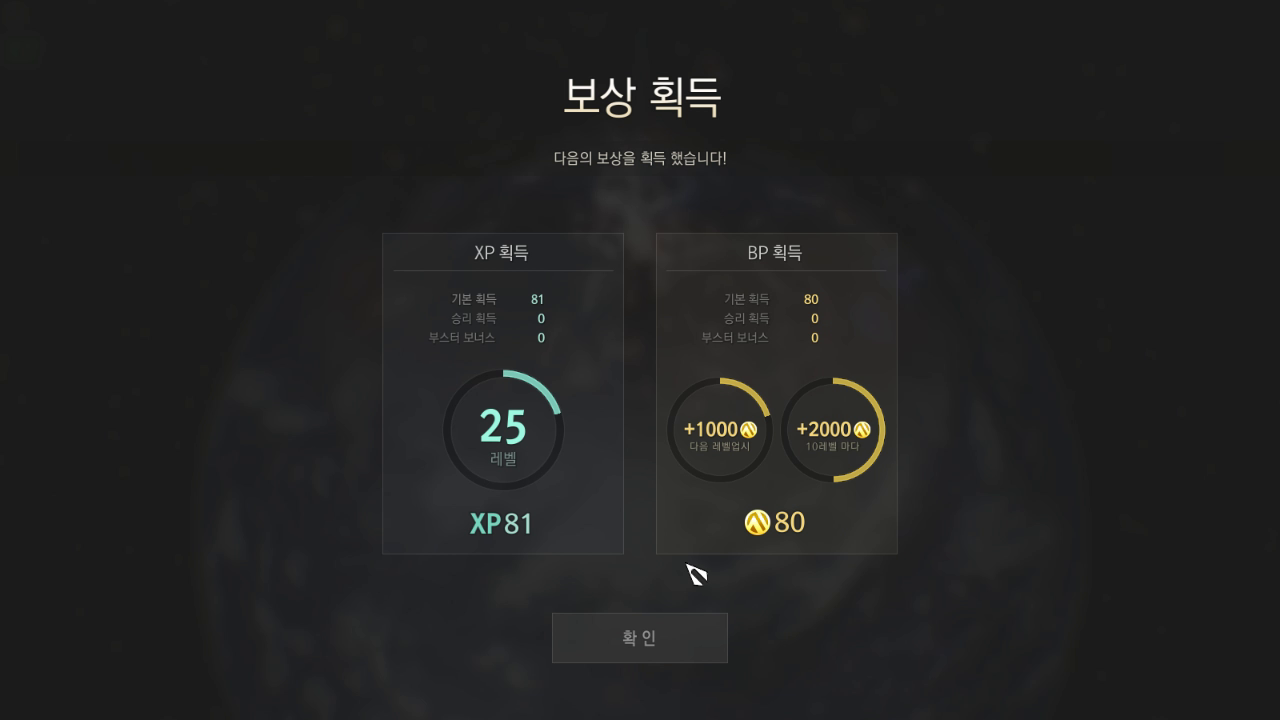 보상 획득
다음의 보상을 획득 했습니다!
XP 획득
기본 획득 81
승리 획득 0
부스터 보너스 0
25
레벨
XP 81
BP 획득
기본 획득 80
승리 획득 0
부스터 보너스 0
+1000
다음 레벨업시
+2000
10레벨 마다
80
확인